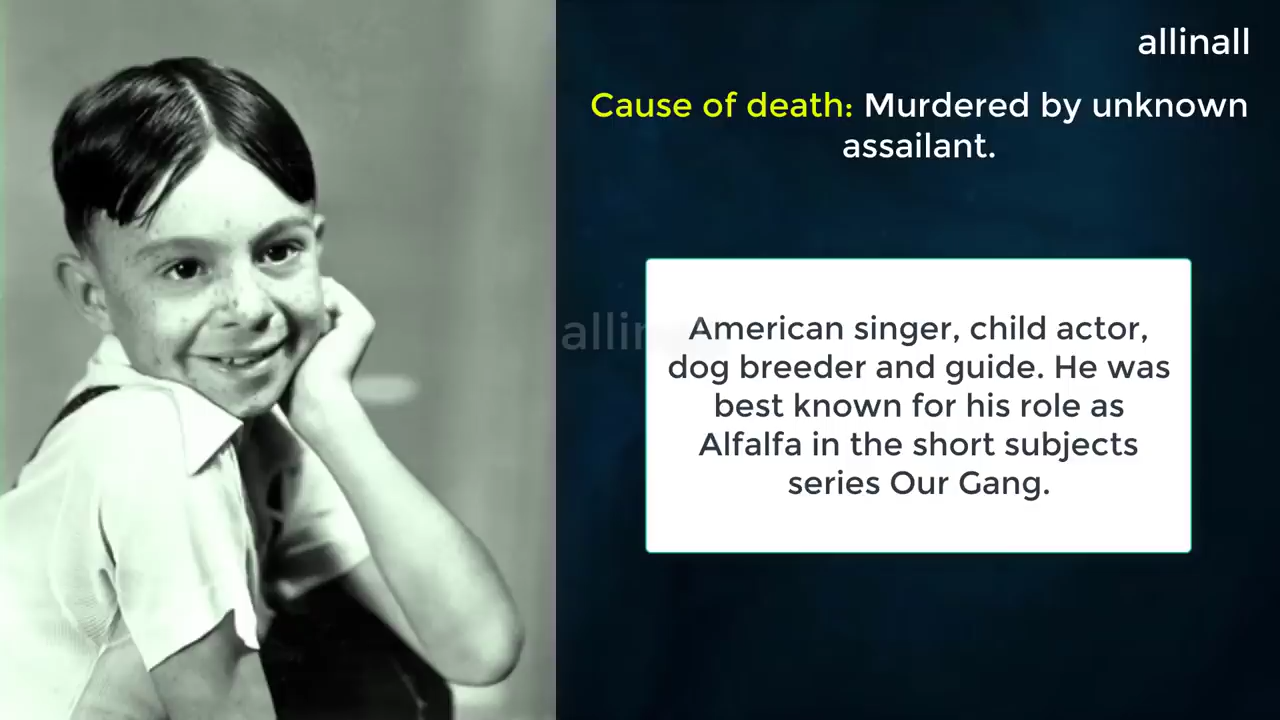 allinall
Cause of death: Murdered by unknown
assailant.
allin
American singer, child actor,
dog breeder and guide. He was
best known for his role as
Alfalfa in the short subjects
series Our Gang.